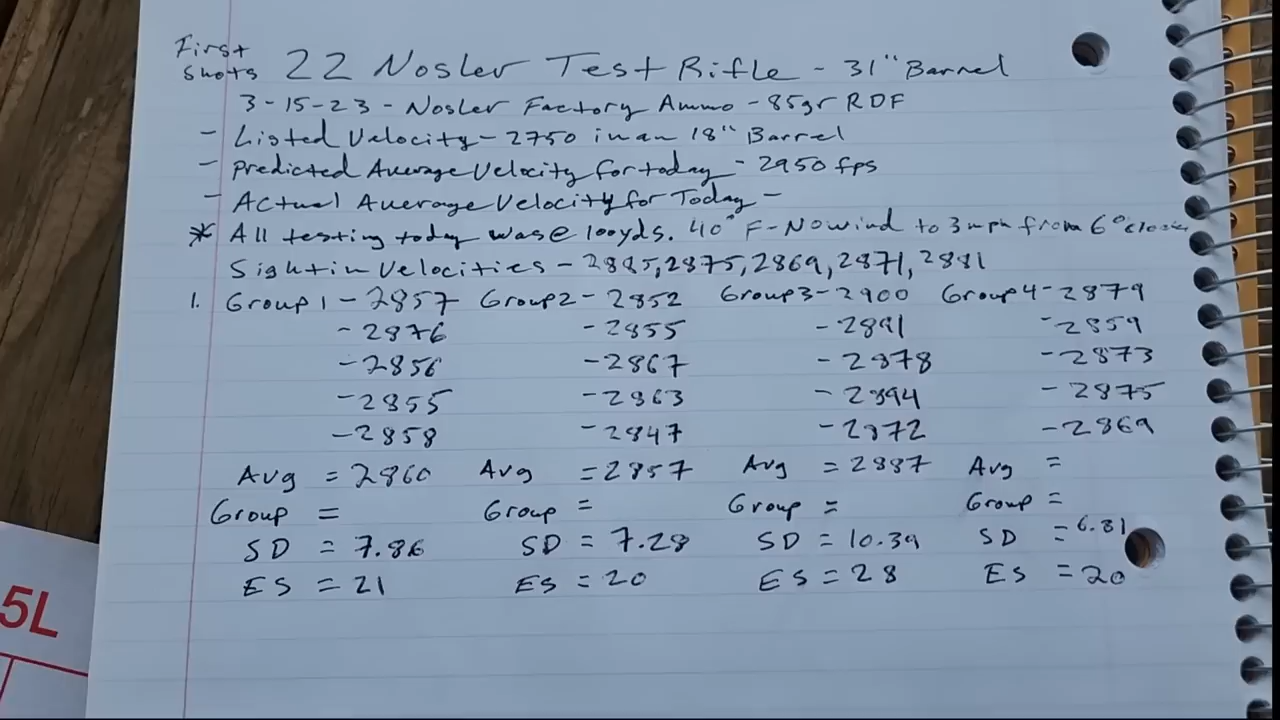 First
shots 22 Nosler Test Rifle - 31" Barrel
3-15-23 - Nosler Factory Ammo - 85gr RDF
- Listed Velocity - 2750 in an 18" Barrel
- Predicted Average Velocity for today - 2950 fps
- Actual Average Velocity for Today -
* All testing today was @ 100yds. 40° F - No wind to 3 mph from 6 o'clock
Sight in Velocities - 2885, 2875, 2869, 2871, 2881
1. Group 1 - 2857 Group 2 - 2852 Group 3 - 2900 Group 4 - 2879
- 2876 - 2855 - 2891 - 2859
- 2856 - 2867 - 2878 - 2873
- 2855 - 2863 - 2894 - 2875
- 2858 - 2847 - 2872 - 2869
Avg = 2860 Avg = 2857 Avg = 2887 Avg =
Group = Group = Group = Group =
SD = 7.86 SD = 7.28 SD = 10.39 SD = 6.81
ES = 21 ES = 20 ES = 28 ES = 20
5L